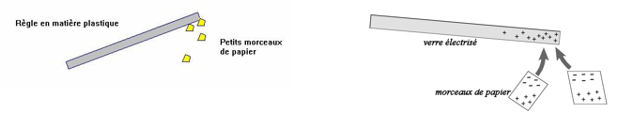 Règle en matière plastique
Petits morceaux
de papier
verre électrisé
morceaux de papier